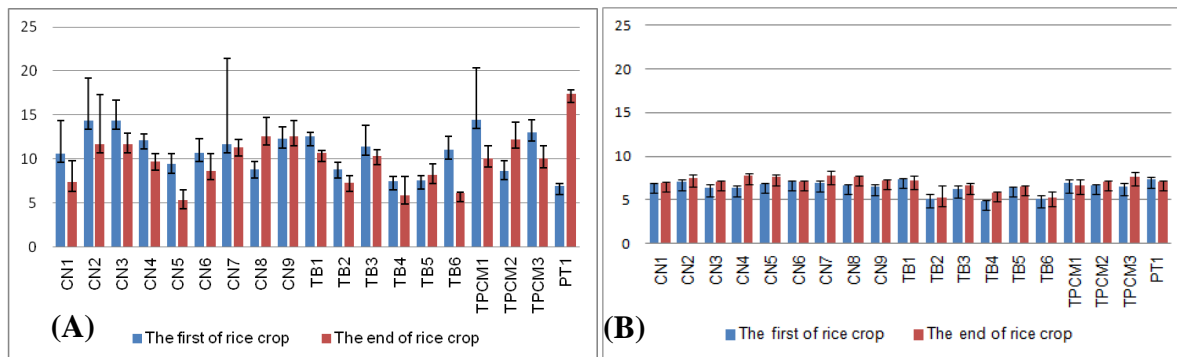 25
20
15
10
5
0
CN1 CN2 CN3 CN4 CN5 CN6 CN7 CN8 CN9 TB1 TB2 TB3 TB4 TB5 TB6 TPCM1 TPCM2 TPCM3 PT1
(A)
The first of rice crop The end of rice crop
25
20
15
10
5
0
CN1 CN2 CN3 CN4 CN5 CN6 CN7 CN8 CN9 TB1 TB2 TB3 TB4 TB5 TB6 TPCM1 TPCM2 TPCM3 PT1
(B)
The first of rice crop The end of rice crop